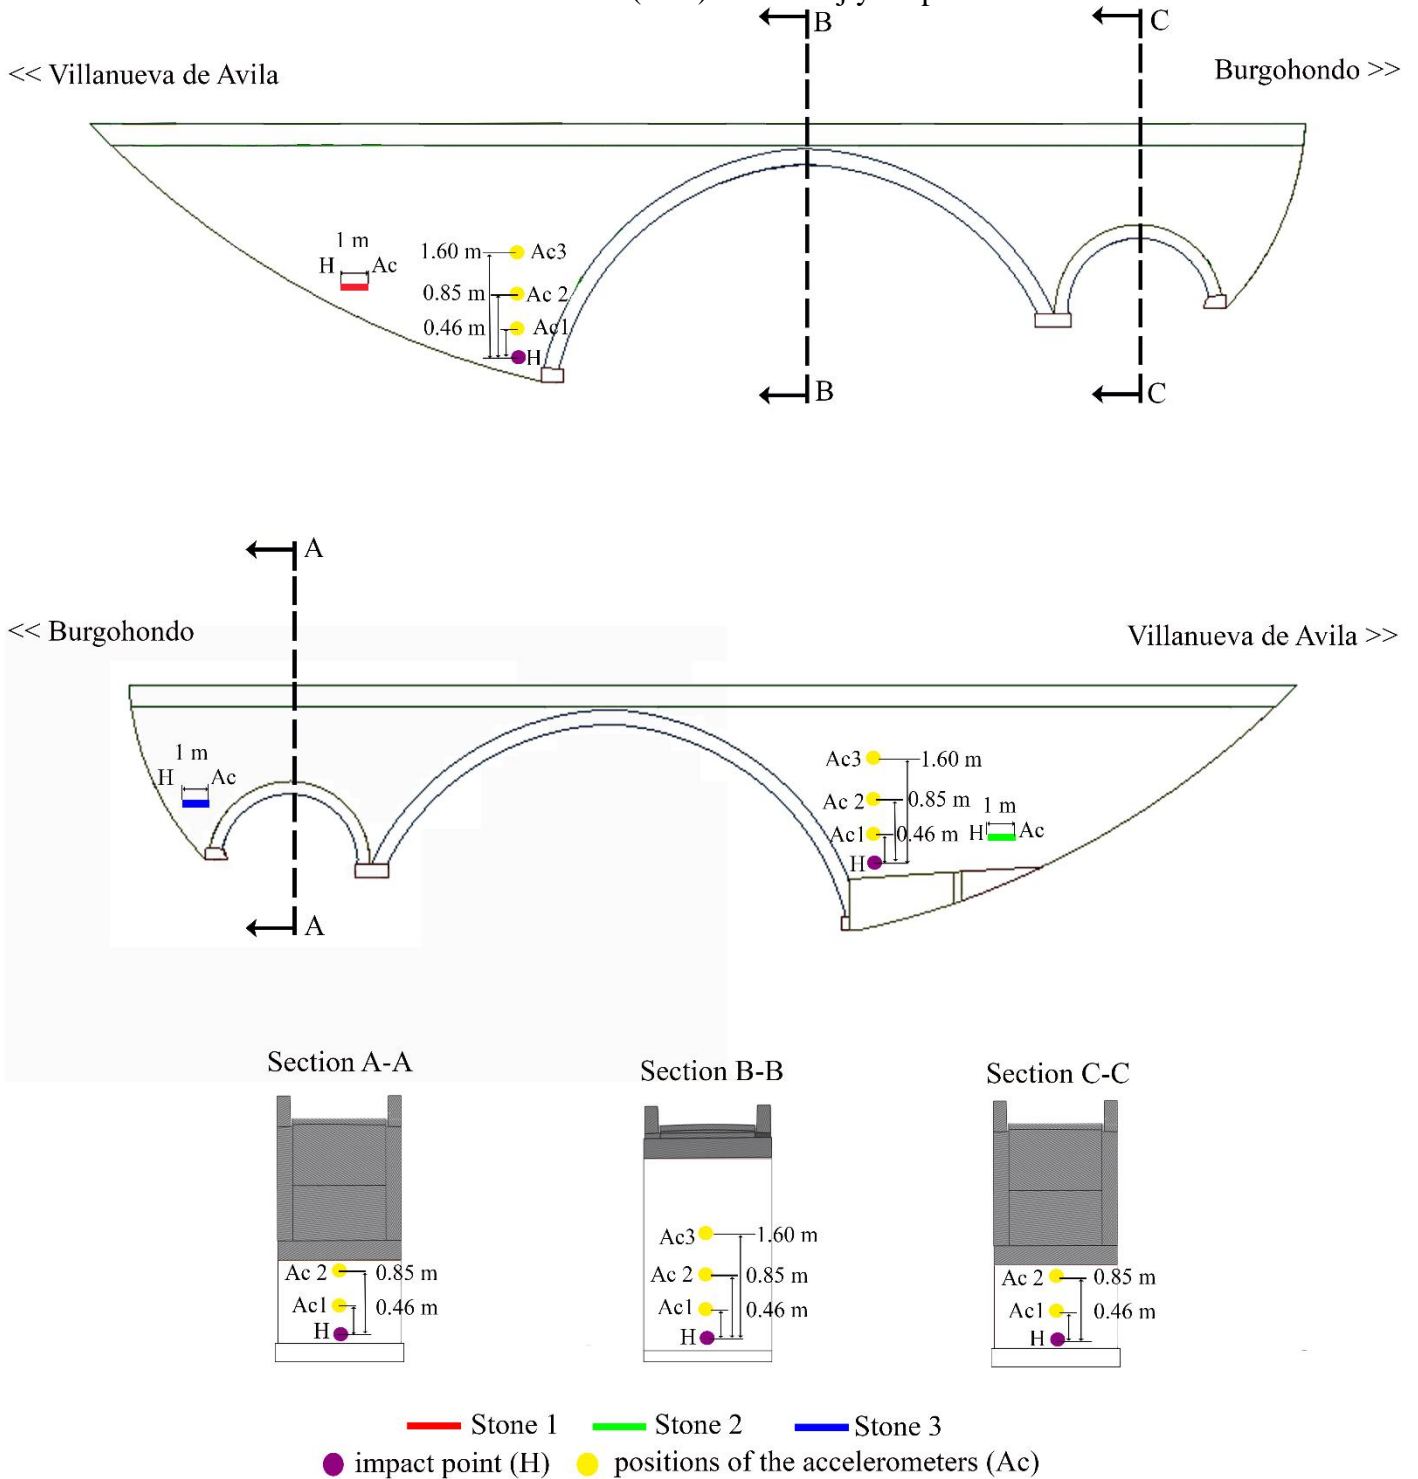 B
C
<< Villanueva de Avila
Burgohondo >>
1 m
H Ac
1.60 m Ac3
0.85 m Ac 2
0.46 m Ac1
H
B
C
A
<< Burgohondo
Villanueva de Avila >>
1 m
H Ac
Ac3 1.60 m
Ac 2 0.85 m
1 m
Ac1 0.46 m
H Ac
H
A
Section A-A
Section B-B
Section C-C
Ac 2 0.85 m
Ac1 0.46 m
H
Ac3 1.60 m
Ac 2 0.85 m
Ac1 0.46 m
H
Ac 2 0.85 m
Ac1 0.46 m
H
Stone 1 Stone 2 Stone 3
impact point (H) positions of the accelerometers (Ac)